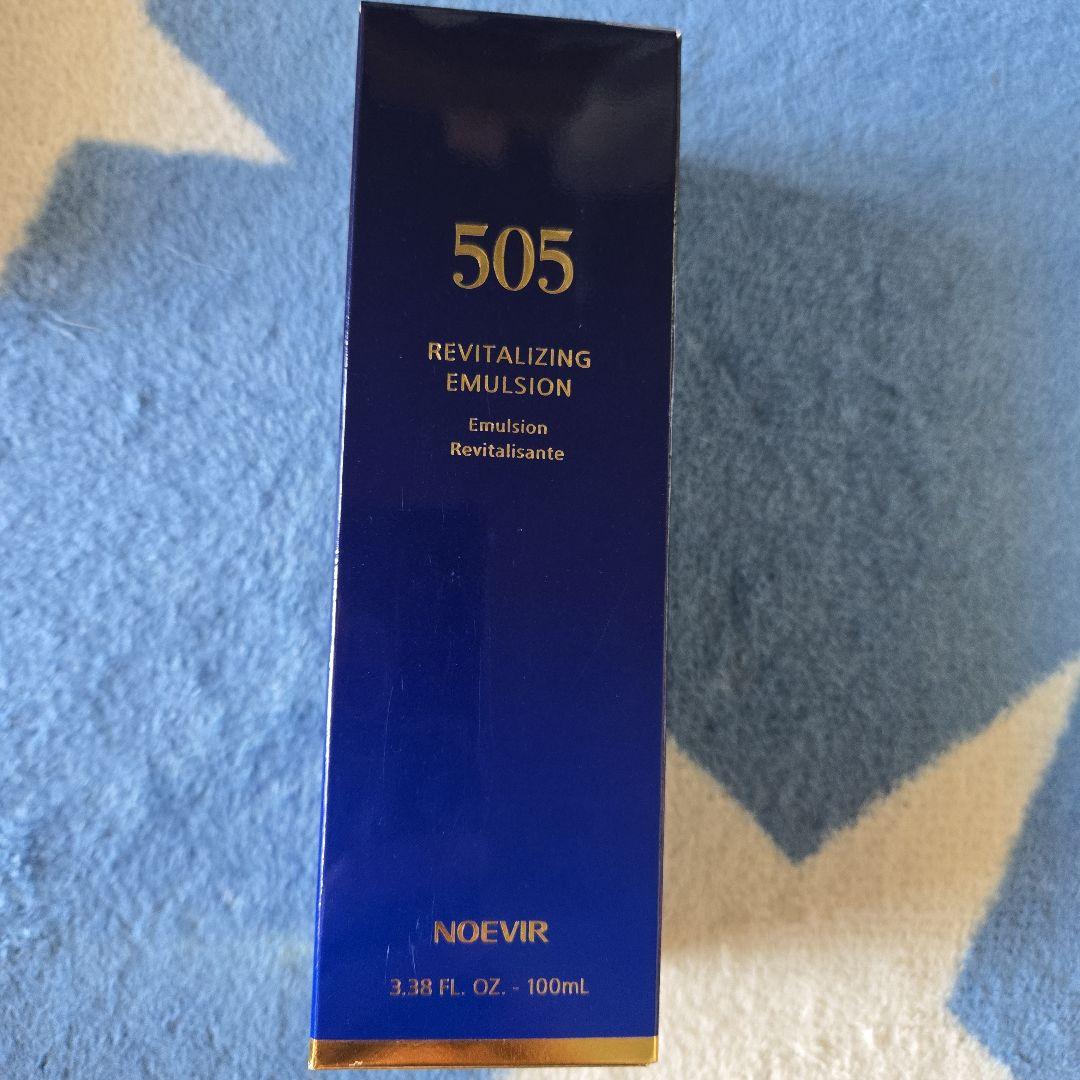 505
REVITALIZING
EMULSION
Emulsion
Revitalisante
NOEVIR
3.38 FL. OZ. - 100mL